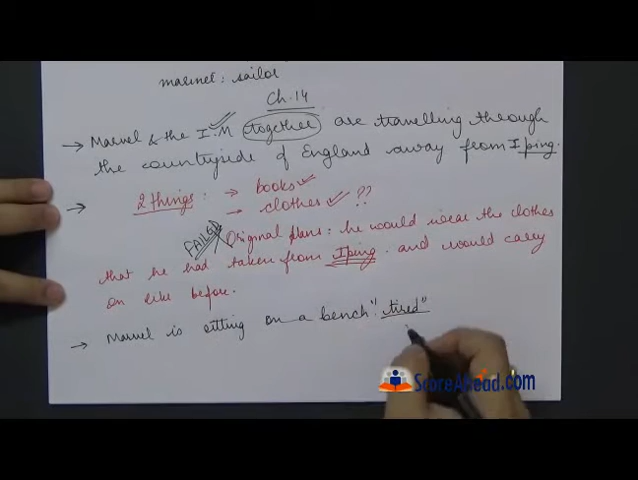 mariner: sailor
Ch. 14
→ Marvel & the I.M together are travelling through
the countryside of England away from Iping.
→ 2 things : → books ✓
→ clothes ✓ ??
FAILED Original plans: he would wear the clothes
that he had taken from Iping. and would carry
on like before.
→ Marvel is sitting on a bench "tired"
ScoreAhead.com